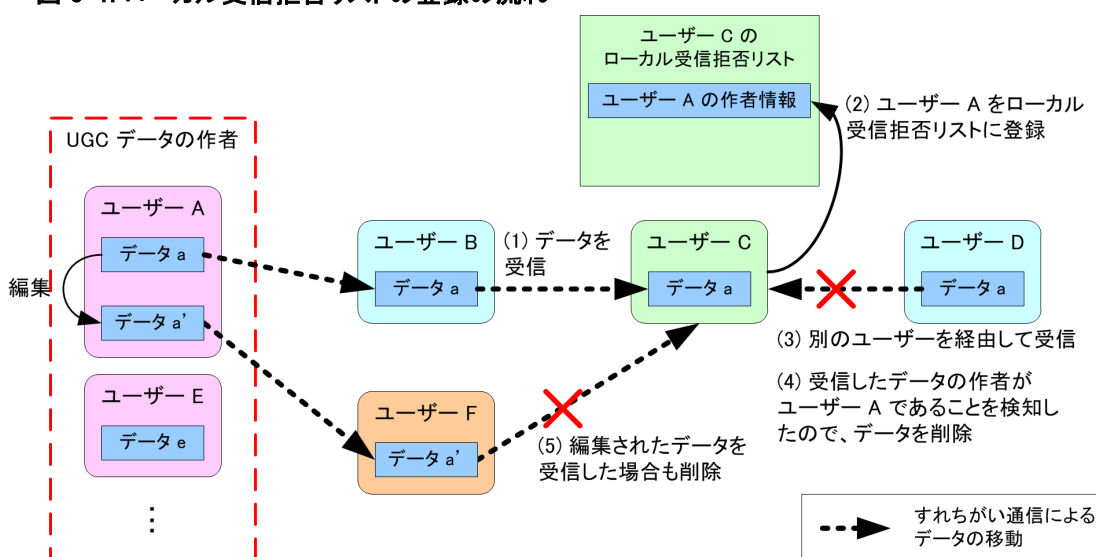 ユーザー C の
ローカル受信拒否リスト
ユーザー A の作者情報
(2) ユーザー A をローカル
受信拒否リストに登録
UGC データの作者
ユーザー A
データ a
編集
データ a'
ユーザー E
データ e
⋮
ユーザー B
データ a
(1) データを
受信
ユーザー C
データ a
ユーザー D
データ a
(3) 別のユーザーを経由して受信
(4) 受信したデータの作者が
ユーザー A であることを検知し
たので、データを削除
ユーザー F
データ a'
(5) 編集されたデータを
受信した場合も削除
すれちがい通信による
データの移動